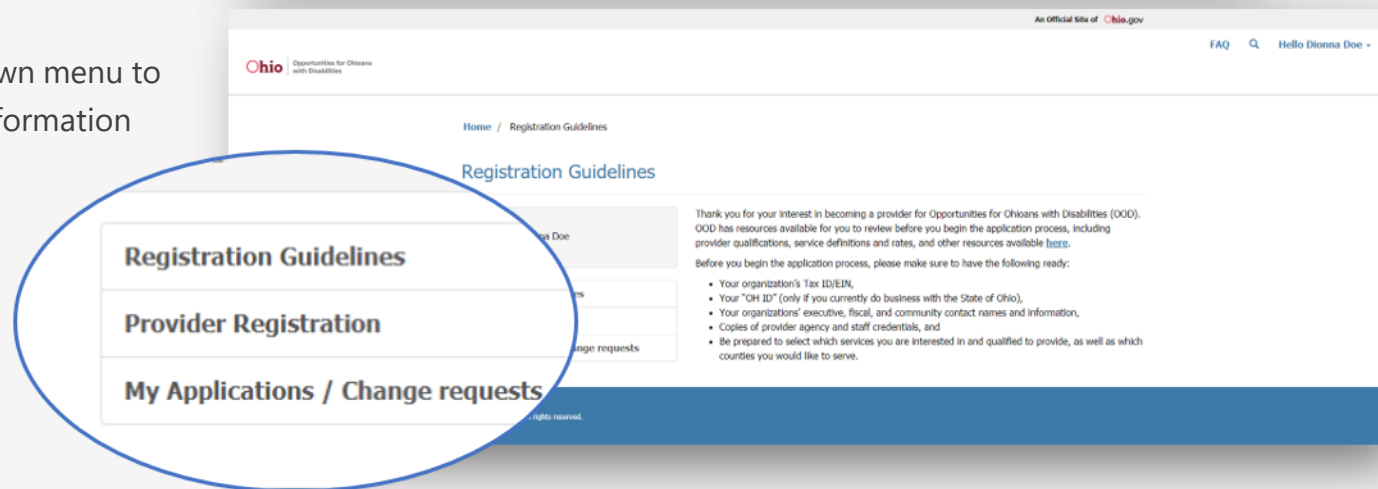 An Official Site of Ohio.gov
FAQ Hello Dionna Doe
Ohio Opportunities for Ohioans
with Disabilities
wn menu to
formation
Home / Registration Guidelines
Registration Guidelines
na Doe
es
ange requests
Registration Guidelines
Provider Registration
My Applications / Change requests
Thank you for your interest in becoming a provider for Opportunities for Ohioans with Disabilities (OOD).
OOD has resources available for you to review before you begin the application process, including
provider qualifications, service definitions and rates, and other resources available here.
Before you begin the application process, please make sure to have the following ready:
• Your organization's Tax ID/EIN,
• Your "OH ID" (only if you currently do business with the State of Ohio),
• Your organizations' executive, fiscal, and community contact names and information,
• Copies of provider agency and staff credentials, and
• Be prepared to select which services you are interested in and qualified to provide, as well as which
counties you would like to serve.
rights reserved.